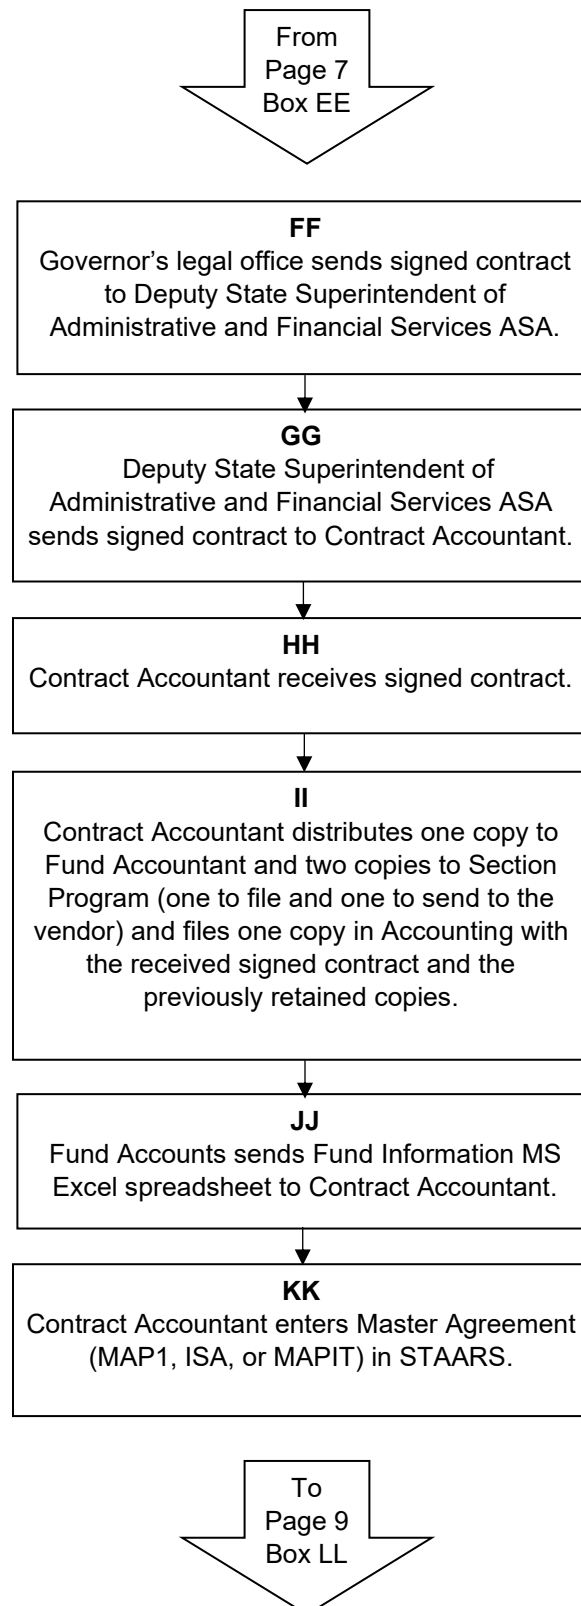 From
Page 7
Box EE
FF
Governor’s legal office sends signed contract
to Deputy State Superintendent of
Administrative and Financial Services ASA.
GG
Deputy State Superintendent of
Administrative and Financial Services ASA
sends signed contract to Contract Accountant.
HH
Contract Accountant receives signed contract.
II
Contract Accountant distributes one copy to
Fund Accountant and two copies to Section
Program (one to file and one to send to the
vendor) and files one copy in Accounting with
the received signed contract and the
previously retained copies.
JJ
Fund Accounts sends Fund Information MS
Excel spreadsheet to Contract Accountant.
KK
Contract Accountant enters Master Agreement
(MAP1, ISA, or MAPIT) in STAARS.
To
Page 9
Box LL